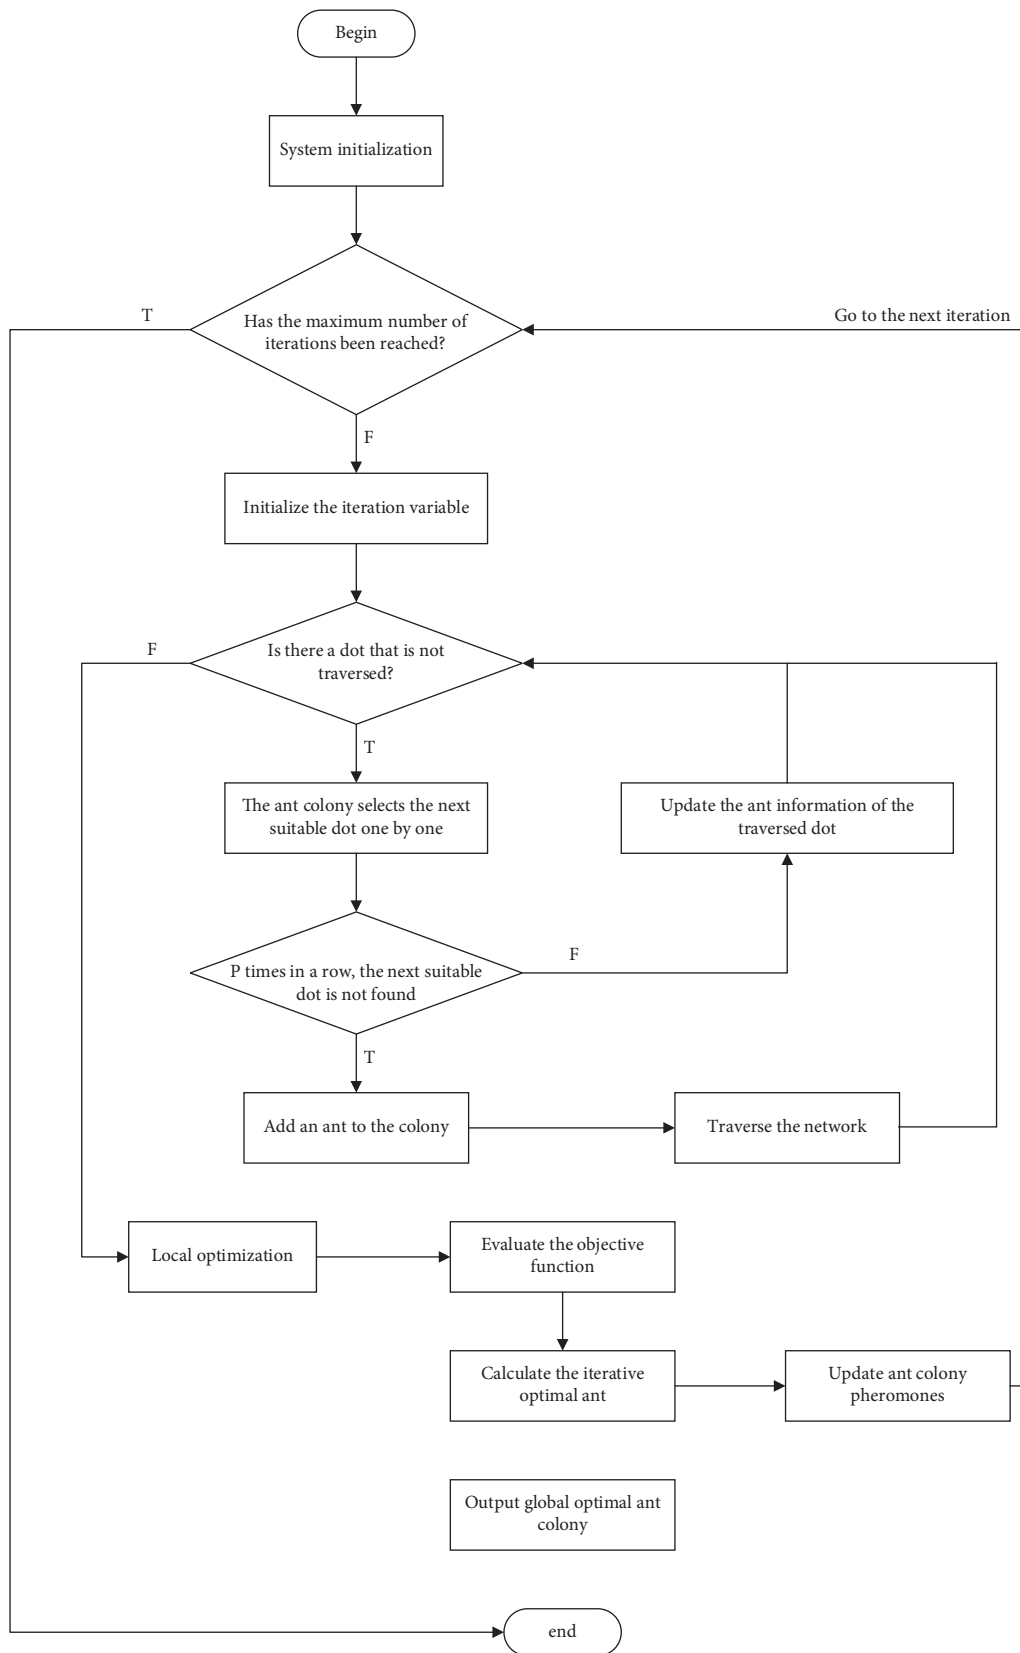 Begin
System initialization
T
Has the maximum number of
iterations been reached?
Go to the next iteration
F
Initialize the iteration variable
F
Is there a dot that is not
traversed?
T
The ant colony selects the next
suitable dot one by one
Update the ant information of the
traversed dot
P times in a row, the next suitable
dot is not found
F
T
Add an ant to the colony
Traverse the network
Local optimization
Evaluate the objective
function
Calculate the iterative
optimal ant
Update ant colony
pheromones
Output global optimal ant
colony
end